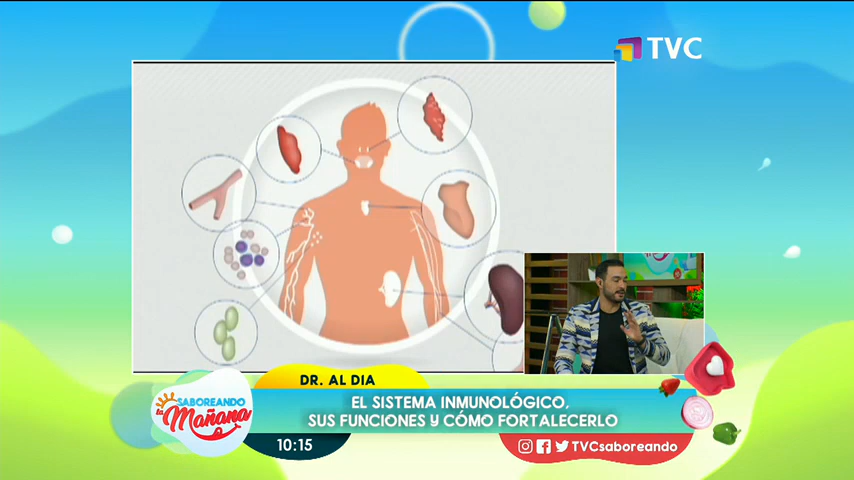 TVC
DR. AL DIA
SABOREANDO
Mañana
EL SISTEMA INMUNOLÓGICO,
SUS FUNCIONES Y CÓMO FORTALECERLO
10:15
TVCsaboreando